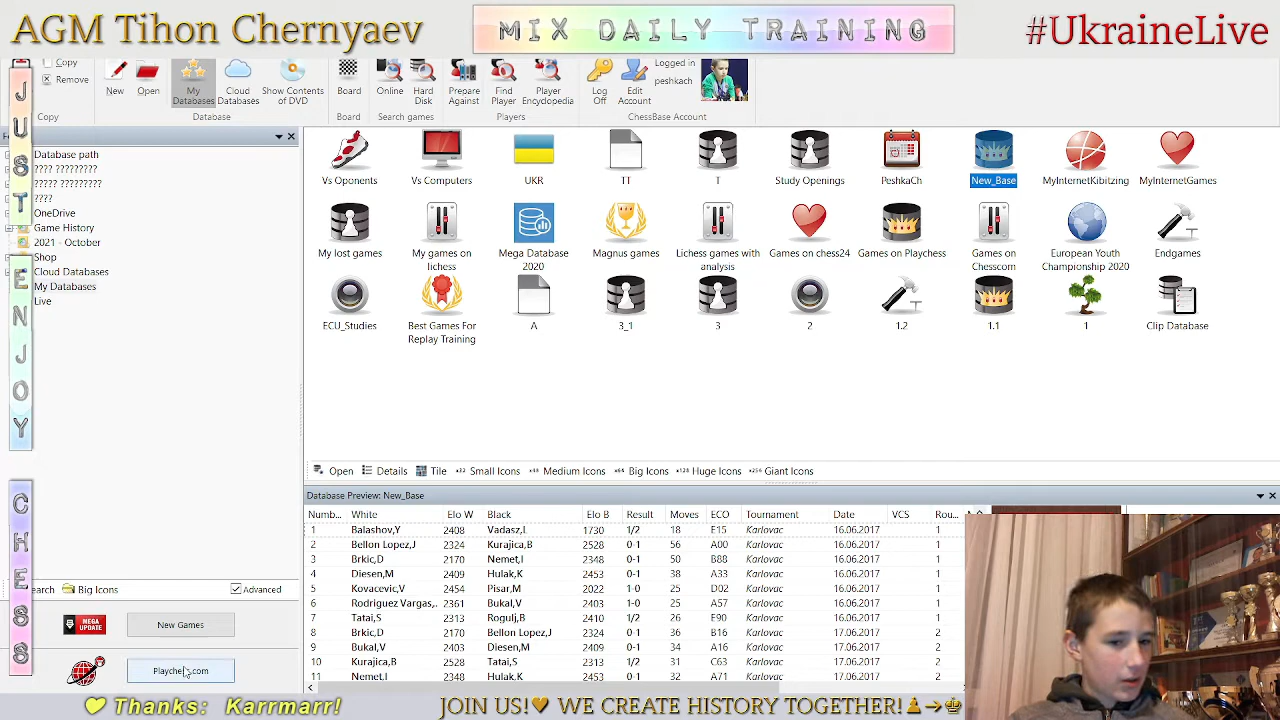 AGM Tihon Chernyaev
MIX DAILY TRAINING
#UkraineLive
JUST ENJOY CHESS
Copy
Remove
Copy
New
Open
My Databases
Cloud Databases
Show Contents of DVD
Database
Board
Board
Online
Hard Disk
Search games
Prepare Against
Find Player
Player Encyclopedia
Players
Log Off
Edit Account
Logged in
peshkach
ChessBase Account
Database path
???? ?????????
????? ?????????
????
OneDrive
Game History
2021 - October
Shop
Cloud Databases
My Databases
Live
Vs Oponents
Vs Computers
UKR
TT
T
Study Openings
PeshkaCh
New_Base
MyInternetKibitzing
MyInternetGames
My lost games
My games on lichess
Mega Database 2020
Magnus games
Lichess games with analysis
Games on chess24
Games on Playchess
Games on Chesscom
European Youth Championship 2020
Endgames
ECU_Studies
Best Games For Replay Training
A
3_1
3
2
1.2
1.1
1
Clip Database
Open Details Tile x32 Small Icons x48 Medium Icons x64 Big Icons x128 Huge Icons x256 Giant Icons
Database Preview: New_Base
Numb... White Elo W Black Elo B Result Moves ECO Tournament Date VCS Rou...
1 Balashov,Y 2408 Vadasz,L 1730 1/2 18 E15 Karlovac 16.06.2017 1
2 Bellon Lopez,J 2324 Kurajica,B 2528 0-1 56 A00 Karlovac 16.06.2017 1
3 Brkic,D 2170 Nemet,I 2348 0-1 50 B88 Karlovac 16.06.2017 1
4 Diesen,M 2409 Hulak,K 2453 0-1 38 A33 Karlovac 16.06.2017 1
5 Kovacevic,V 2454 Pisar,M 2022 1-0 25 D02 Karlovac 16.06.2017 1
6 Rodriguez Vargas,. 2361 Bukal,V 2403 1-0 25 A57 Karlovac 16.06.2017 1
7 Tatai,S 2313 Rogulj,B 2410 1/2 26 E90 Karlovac 16.06.2017 1
8 Brkic,D 2170 Bellon Lopez,J 2324 0-1 36 B16 Karlovac 17.06.2017 2
9 Bukal,V 2403 Diesen,M 2409 0-1 34 A16 Karlovac 17.06.2017 2
10 Kurajica,B 2528 Tatai,S 2313 1/2 31 C63 Karlovac 17.06.2017 2
11 Nemet,I 2348 Hulak,K 2453 0-1 32 A71 Karlovac 17.06.2017 2
earch Big Icons Advanced
MEGA UPDATE
New Games
Playchess.com
Thanks: Karrmarr!
JOIN US! WE CREATE HISTORY TOGETHER!